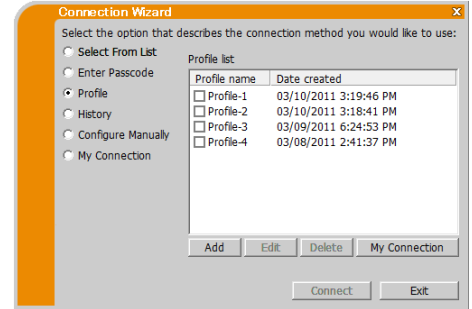 Connection Wizard
x
Select the option that describes the connection method you would like to use:
Select From List
Enter Passcode
Profile
History
Configure Manually
My Connection
Profile list
Profile name Date created
Profile-1 03/10/2011 3:19:46 PM
Profile-2 03/10/2011 3:18:41 PM
Profile-3 03/09/2011 6:24:53 PM
Profile-4 03/08/2011 2:41:37 PM
Add Edit Delete My Connection
Connect Exit